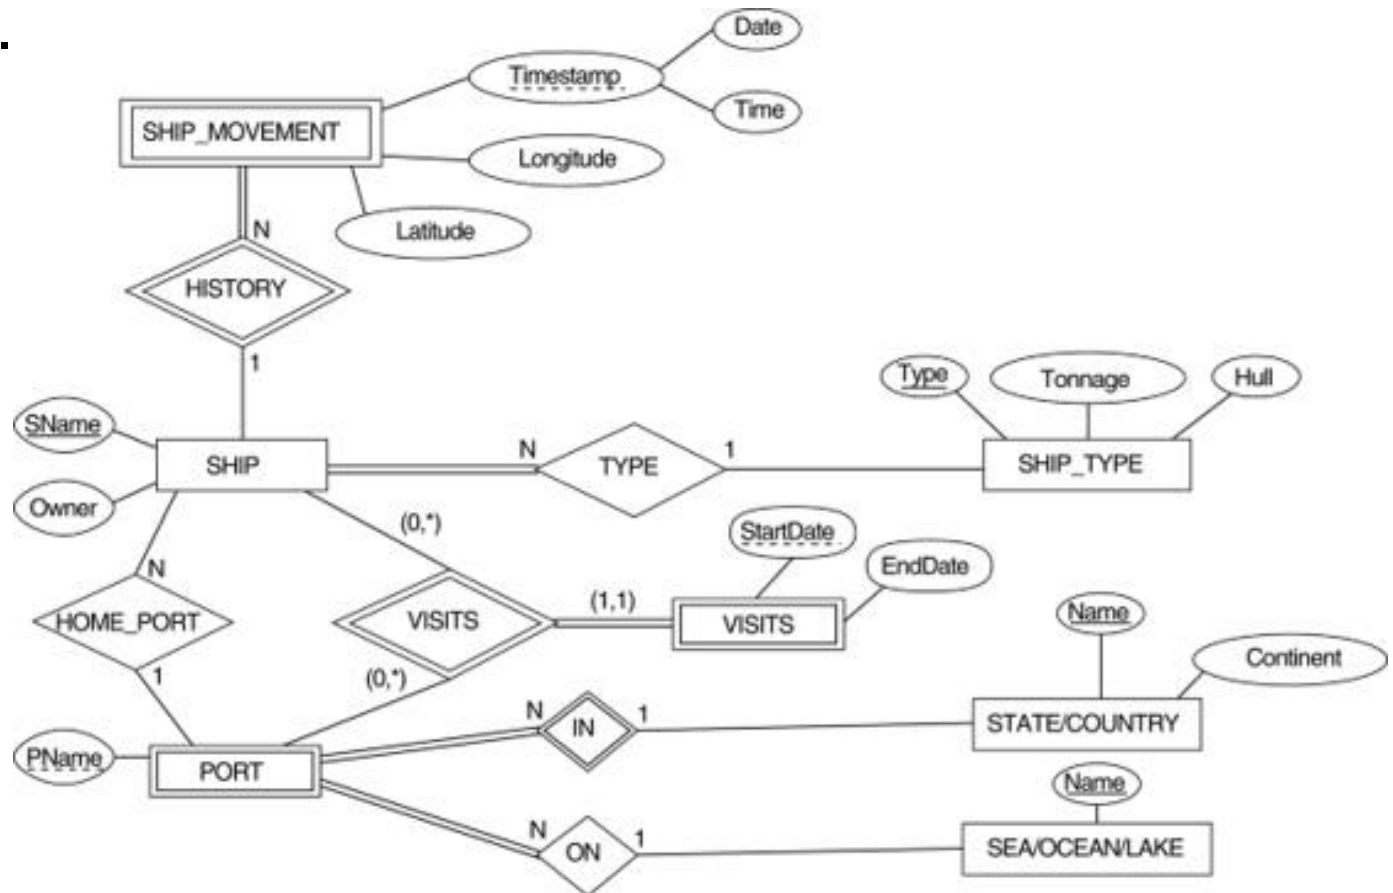 Date
Timestamp
Time
SHIP_MOVEMENT
Longitude
Latitude
N
HISTORY
1
Type
Tonnage
Hull
SName
N
1
SHIP
TYPE
SHIP_TYPE
Owner
(0,*)
StartDate
EndDate
N
(1,1)
Name
HOME_PORT
VISITS
VISITS
Continent
1
(0,*)
N
1
IN
STATE/COUNTRY
PName
PORT
Name
N
1
ON
SEA/OCEAN/LAKE